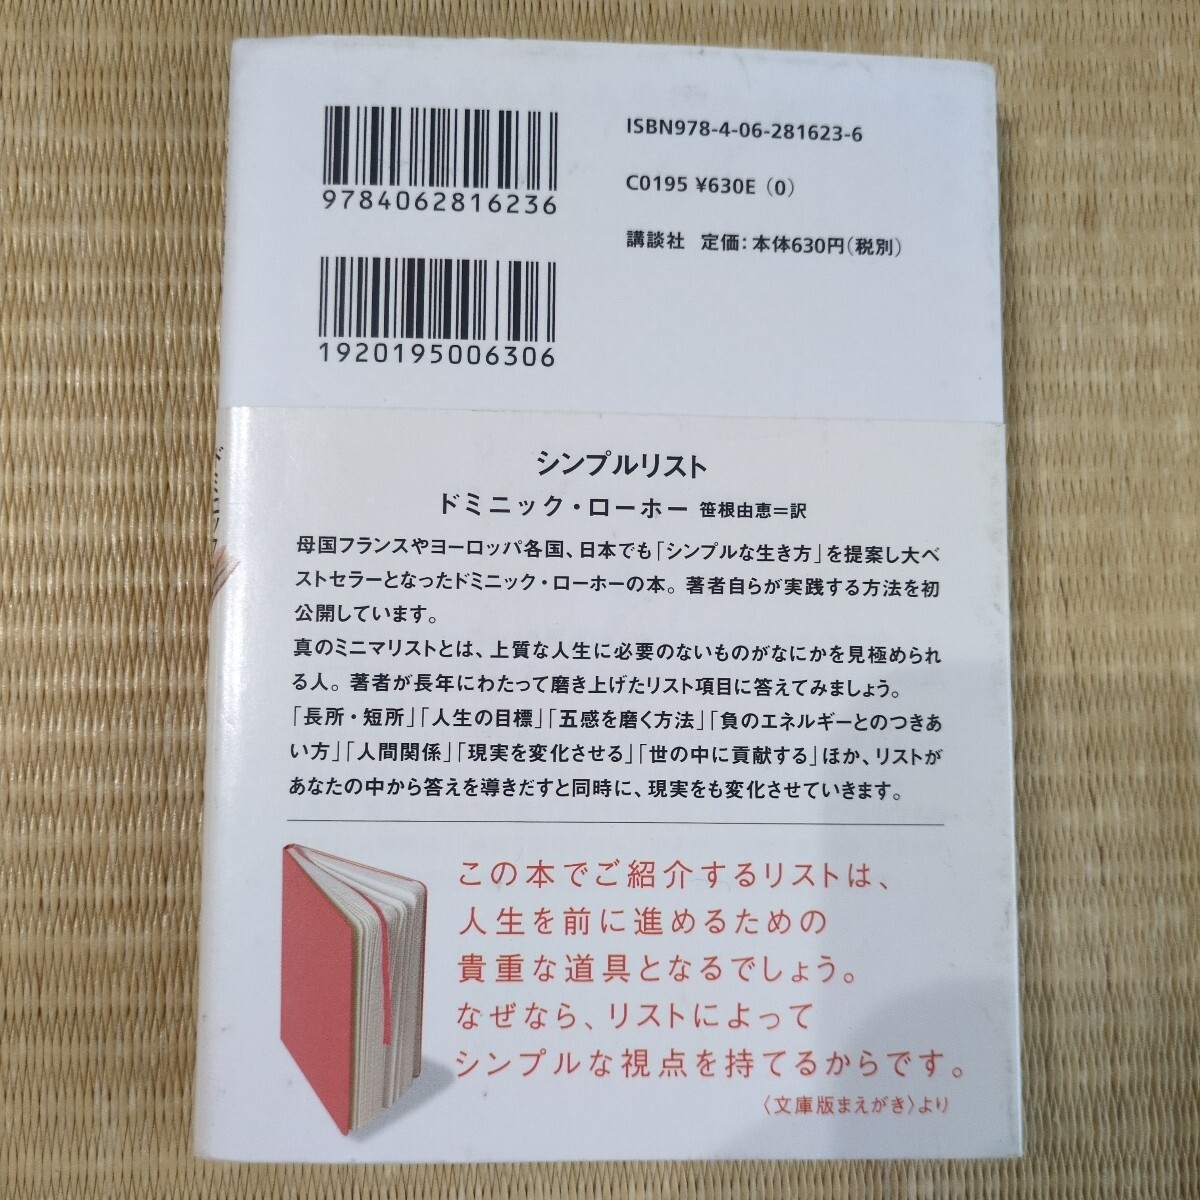 ISBN978-4-06-281623-6
9784062816236
C0195 ¥630E (0)
講談社 定価：本体630円（税別）
1920195006306
シンプルリスト
ドミニック・ローホー 笹根由恵＝訳
母国フランスやヨーロッパ各国、日本でも「シンプルな生き方」を提案し大ベ
ストセラーとなったドミニック・ローホーの本。著者自らが実践する方法を初
公開しています。
真のミニマリストとは、上質な人生に必要のないものがなにかを見極められ
る人。著者が長年にわたって磨き上げたリスト項目に答えてみましょう。
「長所・短所」「人生の目標」「五感を磨く方法」「負のエネルギーとのつきあ
い方」「人間関係」「現実を変化させる」「世の中に貢献する」ほか、リストが
あなたの中から答えを導きだすと同時に、現実をも変化させていきます。
この本でご紹介するリストは、
人生を前に進めるための
貴重な道具となるでしょう。
なぜなら、リストによって
シンプルな視点を持てるからです。
〈文庫版まえがき〉より